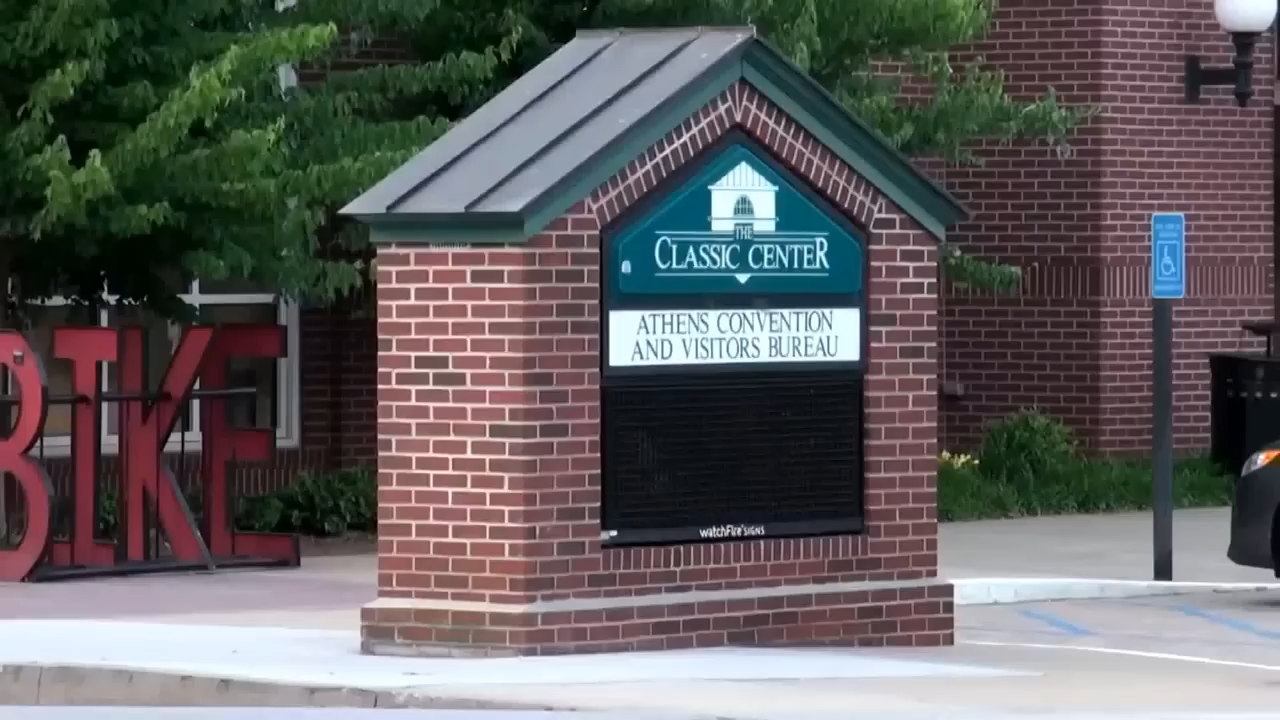 THE
CLASSIC CENTER
ATHENS CONVENTION
AND VISITORS BUREAU
watchFire SIGNS
BIKE